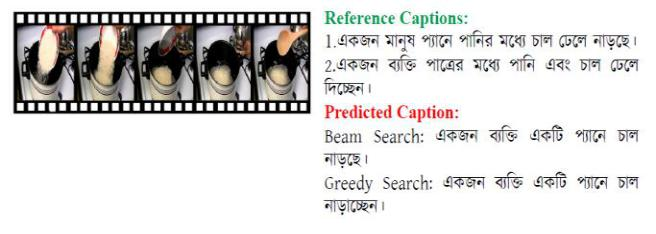 Reference Captions:
1.একজন মানুষ প্যানে পানির মধ্যে চাল ঢেলে নাড়ছে।
2.একজন ব্যক্তি পাত্রের মধ্যে পানি এবং চাল ঢেলে
দিচ্ছেন।
Predicted Caption:
Beam Search: একজন ব্যক্তি একটি প্যানে চাল
নাড়ছে।
Greedy Search: একজন ব্যক্তি একটি প্যানে চাল
নাড়াচ্ছেন।